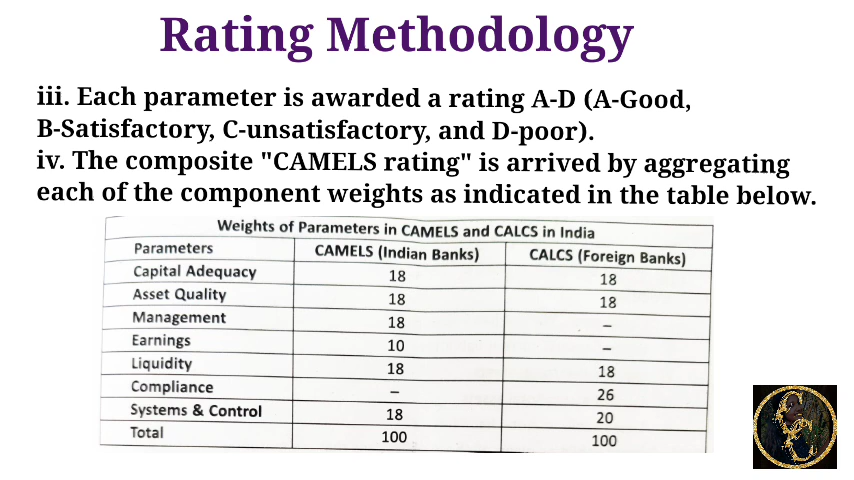 Rating Methodology
iii. Each parameter is awarded a rating A-D (A-Good,
B-Satisfactory, C-unsatisfactory, and D-poor).
iv. The composite "CAMELS rating" is arrived by aggregating
each of the component weights as indicated in the table below.
Weights of Parameters in CAMELS and CALCS in India
Parameters CAMELS (Indian Banks) CALCS (Foreign Banks)
Capital Adequacy 18 18
Asset Quality 18 18
Management 18 –
Earnings 10 –
Liquidity 18 18
Compliance – 26
Systems & Control 18 20
Total 100 100